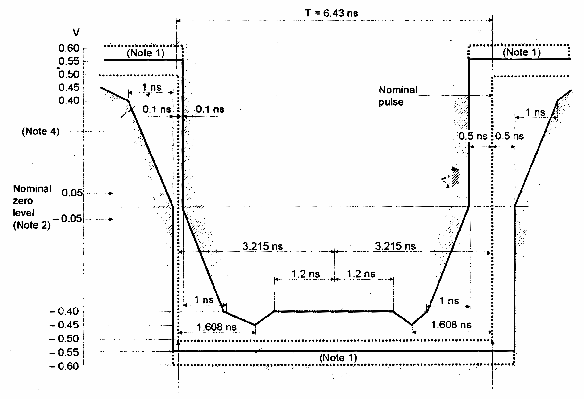 T = 6.43 ns
V
0.60
0.55
0.50
0.45
0.40
(Note 1)
(Note 1)
1 ns
0.1 ns
0.1 ns
Nominal
pulse
1 ns
0.5 ns
0.5 ns
(Note 4)
Nominal
zero
level
(Note 2)
0.05
-0.05
3.215 ns
3.215 ns
1.2 ns
1.2 ns
1 ns
1 ns
1.608 ns
1.608 ns
-0.40
-0.45
-0.50
-0.55
-0.60
(Note 1)